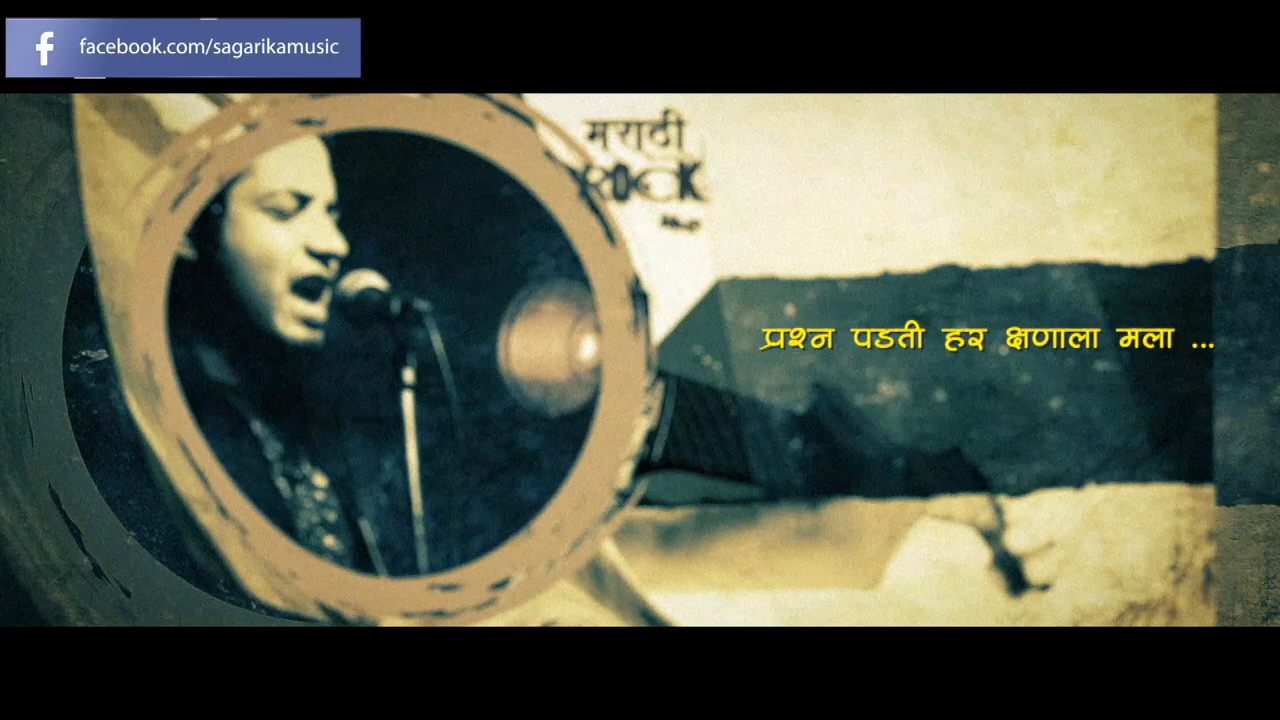 facebook.com/sagarikamusic
मराठी
ROCK
प्रश्न पडती हर क्षणाला मला ...